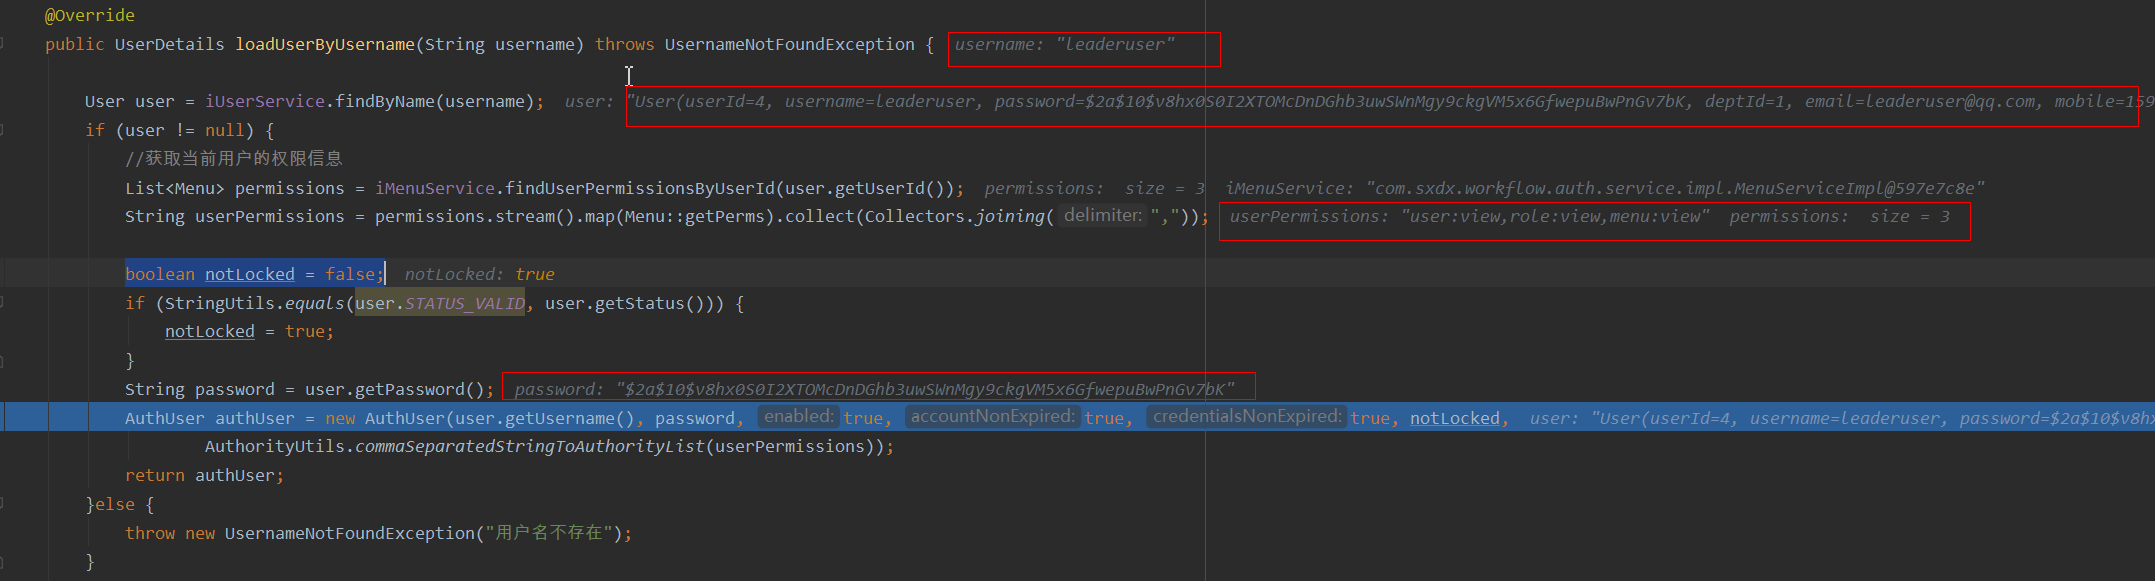 @Override
public UserDetails loadUserByUsername(String username) throws UsernameNotFoundException { username: "leaderuser"
User user = iUserService.findByName(username); user: "User(userId=4, username=leaderuser, password=$2a$10$v8hx0S0I2XTOMcDnDGhb3uwSWnMgy9ckgVM5x6GfwepuBwPnGv7bK, deptId=1, email=leaderuser@qq.com, mobile=159
if (user != null) {
//获取当前用户的权限信息
List<Menu> permissions = iMenuService.findUserPermissionsByUserId(user.getUserId()); permissions: size = 3 iMenuService: "com.sxdx.workflow.auth.service.impl.MenuServiceImpl@597e7c8e"
String userPermissions = permissions.stream().map(Menu::getPerms).collect(Collectors.joining( delimiter: ",")); userPermissions: "user:view,role:view,menu:view" permissions: size = 3
boolean notLocked = false; notLocked: true
if (StringUtils.equals(user.STATUS_VALID, user.getStatus())) {
notLocked = true;
}
String password = user.getPassword(); password: "$2a$10$v8hx0S0I2XTOMcDnDGhb3uwSWnMgy9ckgVM5x6GfwepuBwPnGv7bK"
AuthUser authUser = new AuthUser(user.getUsername(), password, enabled: true, accountNonExpired: true, credentialsNonExpired: true, notLocked, user: "User(userId=4, username=leaderuser, password=$2a$10$v8hx
AuthorityUtils.commaSeparatedStringToAuthorityList(userPermissions));
return authUser;
}else {
throw new UsernameNotFoundException("用户名不存在");
}